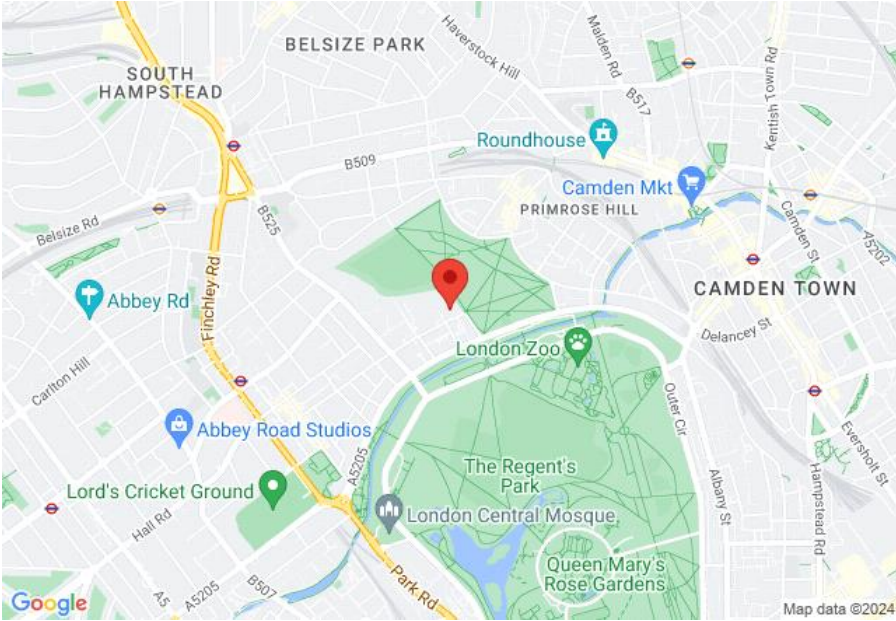 BELSIZE PARK
Haverstock Hill
Malden Rd
B517
Kentish Town Rd
SOUTH
HAMPSTEAD
Roundhouse
B509
Camden Mkt
PRIMROSE HILL
Belsize Rd
B525
Camden St
A5202
Finchley Rd
Abbey Rd
CAMDEN TOWN
Delancey St
London Zoo
Carlton Hill
Outer Cir
Abbey Road Studios
Eversholt St
A5205
The Regent's
Park
Lord's Cricket Ground
Albany St
Hampstead Rd
Hall Rd
London Central Mosque
Queen Mary's
Rose Gardens
Park Rd
A5
A5205
B507
Google
Map data ©2024